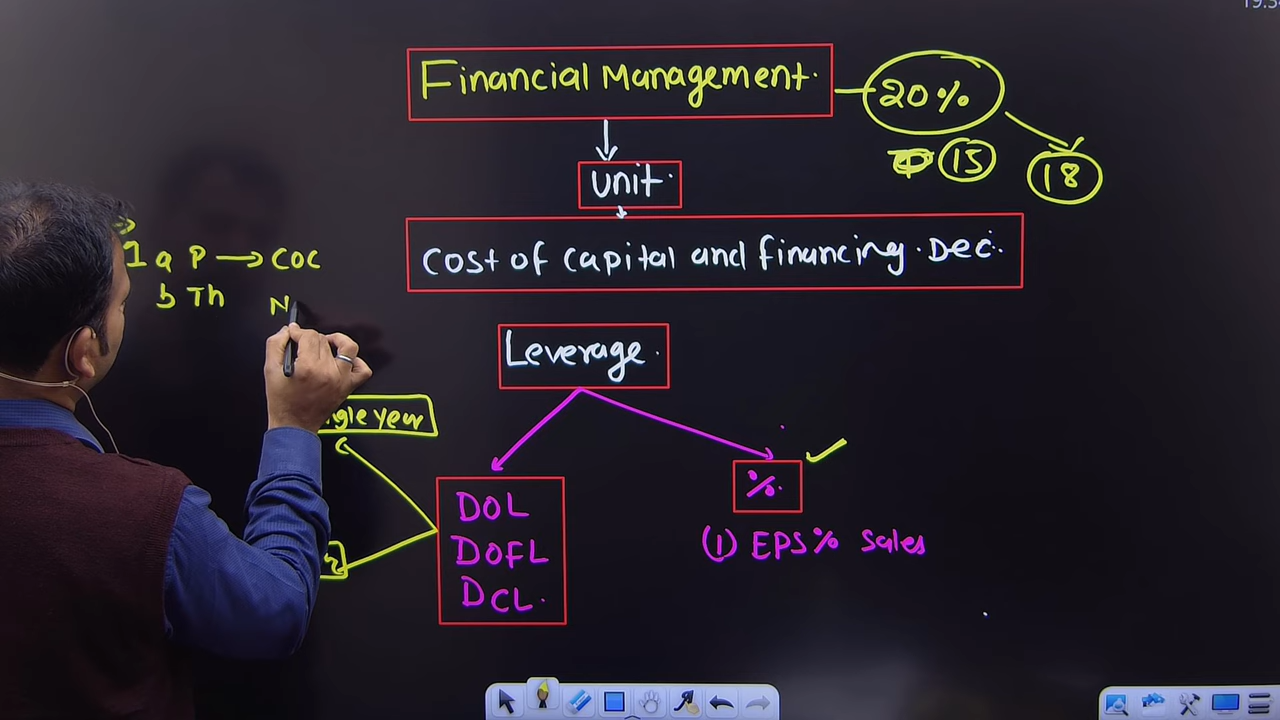 Financial Management.
20%
15
18
Unit.
Cost of Capital and financing. Dec.
1 a P → COC
b Th N
Leverage.
gle year
%.
DOL
DOFL
DCL.
(1) EPS% Sales